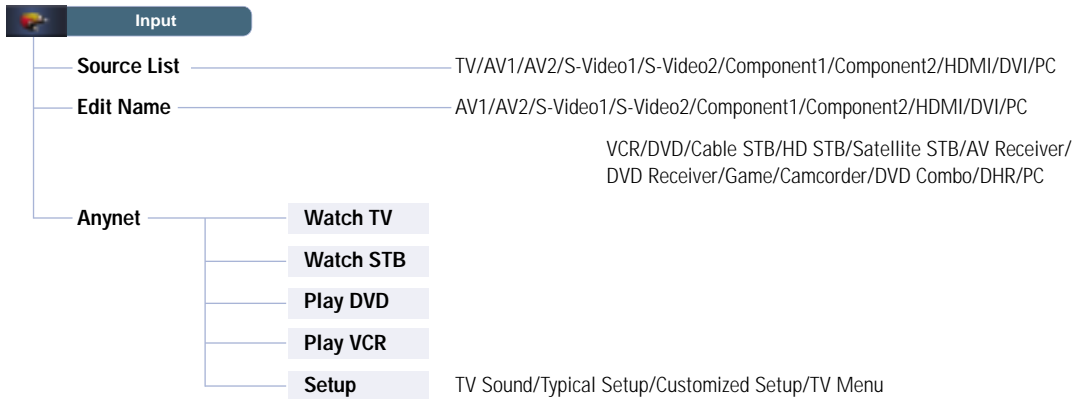 Input
Source List TV/AV1/AV2/S-Video1/S-Video2/Component1/Component2/HDMI/DVI/PC
Edit Name AV1/AV2/S-Video1/S-Video2/Component1/Component2/HDMI/DVI/PC
VCR/DVD/Cable STB/HD STB/Satellite STB/AV Receiver/
DVD Receiver/Game/Camcorder/DVD Combo/DHR/PC
Anynet Watch TV
Watch STB
Play DVD
Play VCR
Setup TV Sound/Typical Setup/Customized Setup/TV Menu